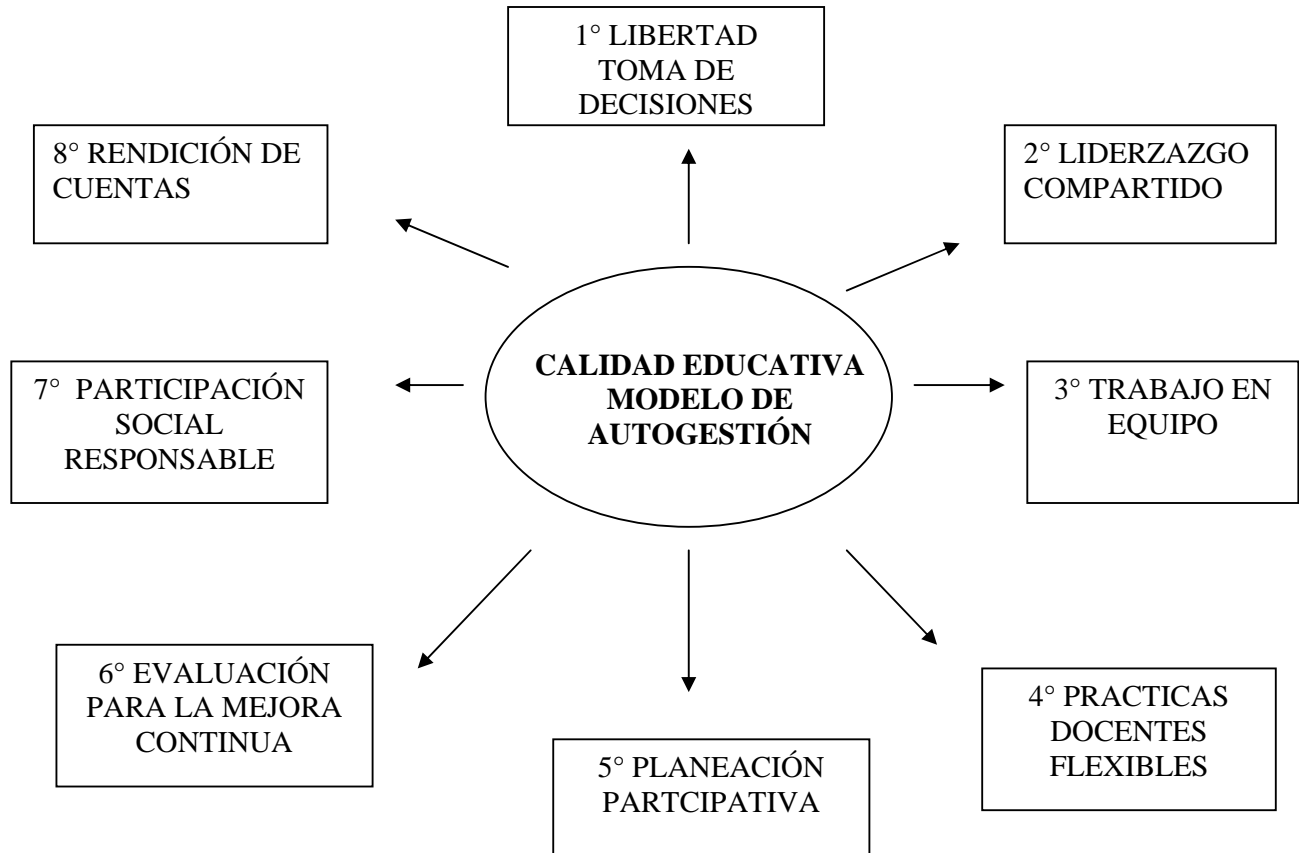 1° LIBERTAD
TOMA DE
DECISIONES
2° LIDERZAZGO
COMPARTIDO
3° TRABAJO EN
EQUIPO
4° PRACTICAS
DOCENTES
FLEXIBLES
5° PLANEACIÓN
PARTCIPATIVA
6° EVALUACIÓN
PARA LA MEJORA
CONTINUA
7° PARTICIPACIÓN
SOCIAL
RESPONSABLE
8° RENDICIÓN DE
CUENTAS
CALIDAD EDUCATIVA
MODELO DE
AUTOGESTIÓN